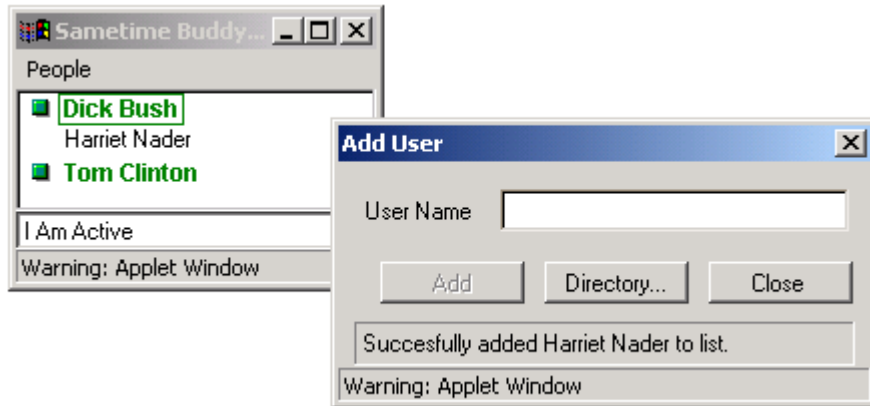 Sametime Buddy...
People
Dick Bush
Harriet Nader
Tom Clinton
I Am Active
Warning: Applet Window
Add User
User Name
Add Directory... Close
Succesfully added Harriet Nader to list.
Warning: Applet Window